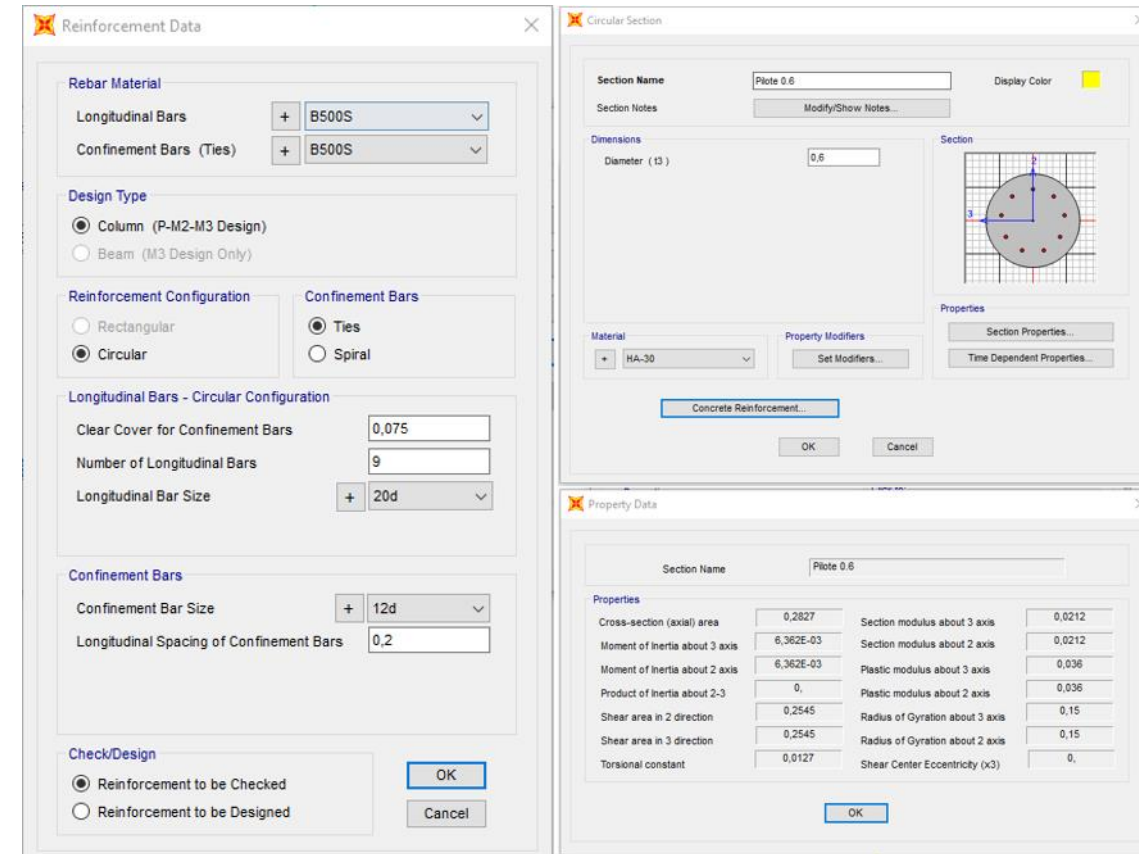 Reinforcement Data
Rebar Material
Longitudinal Bars + B500S
Confinement Bars (Ties) + B500S
Design Type
Column (P-M2-M3 Design)
Beam (M3 Design Only)
Reinforcement Configuration
Rectangular
Circular
Confinement Bars
Ties
Spiral
Longitudinal Bars - Circular Configuration
Clear Cover for Confinement Bars 0,075
Number of Longitudinal Bars 9
Longitudinal Bar Size + 20d
Confinement Bars
Confinement Bar Size + 12d
Longitudinal Spacing of Confinement Bars 0,2
Check/Design
Reinforcement to be Checked
Reinforcement to be Designed
OK
Cancel
Circular Section
Section Name Pilote 0.6 Display Color
Section Notes Modify/Show Notes...
Dimensions
Diameter ( t3 ) 0,6
Section
2
3
Properties
Section Properties...
Time Dependent Properties...
Material
+ HA-30
Property Modifiers
Set Modifiers...
Concrete Reinforcement...
OK Cancel
Property Data
Section Name Pilote 0.6
Properties
Cross-section (axial) area 0,2827 Section modulus about 3 axis 0,0212
Moment of Inertia about 3 axis 6,362E-03 Section modulus about 2 axis 0,0212
Moment of Inertia about 2 axis 6,362E-03 Plastic modulus about 3 axis 0,036
Product of Inertia about 2-3 0, Plastic modulus about 2 axis 0,036
Shear area in 2 direction 0,2545 Radius of Gyration about 3 axis 0,15
Shear area in 3 direction 0,2545 Radius of Gyration about 2 axis 0,15
Torsional constant 0,0127 Shear Center Eccentricity (x3) 0,
OK